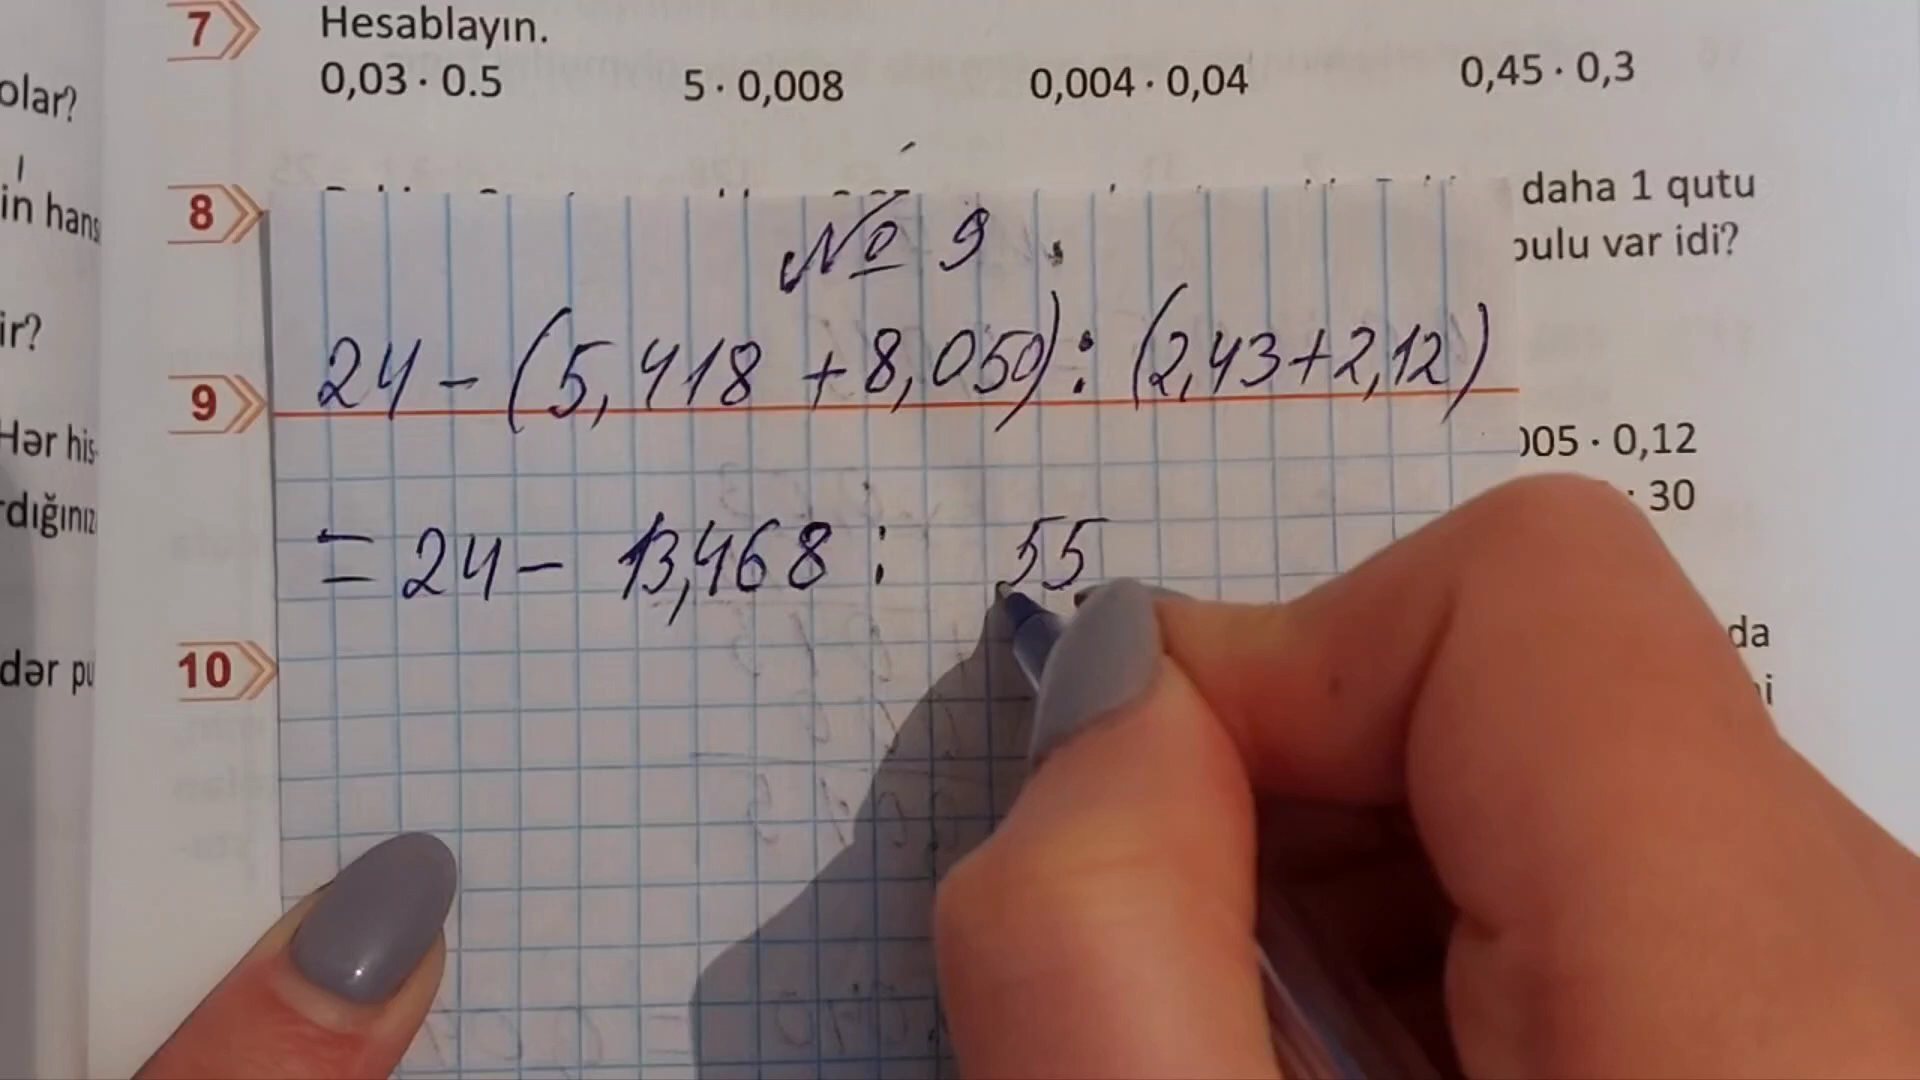 7 Hesablayın.
0,03 · 0.5 5 · 0,008 0,004 · 0,04 0,45 · 0,3
olar?
in hans
8 daha 1 qutu
pulu var idi?
№ 9
ir?
24 - (5,418 + 8,050) : (2,43+2,12)
9
Hər his-
005 · 0,12
rdığınız
· 30
= 24 - 13,468 : 55
da
10
dər pu